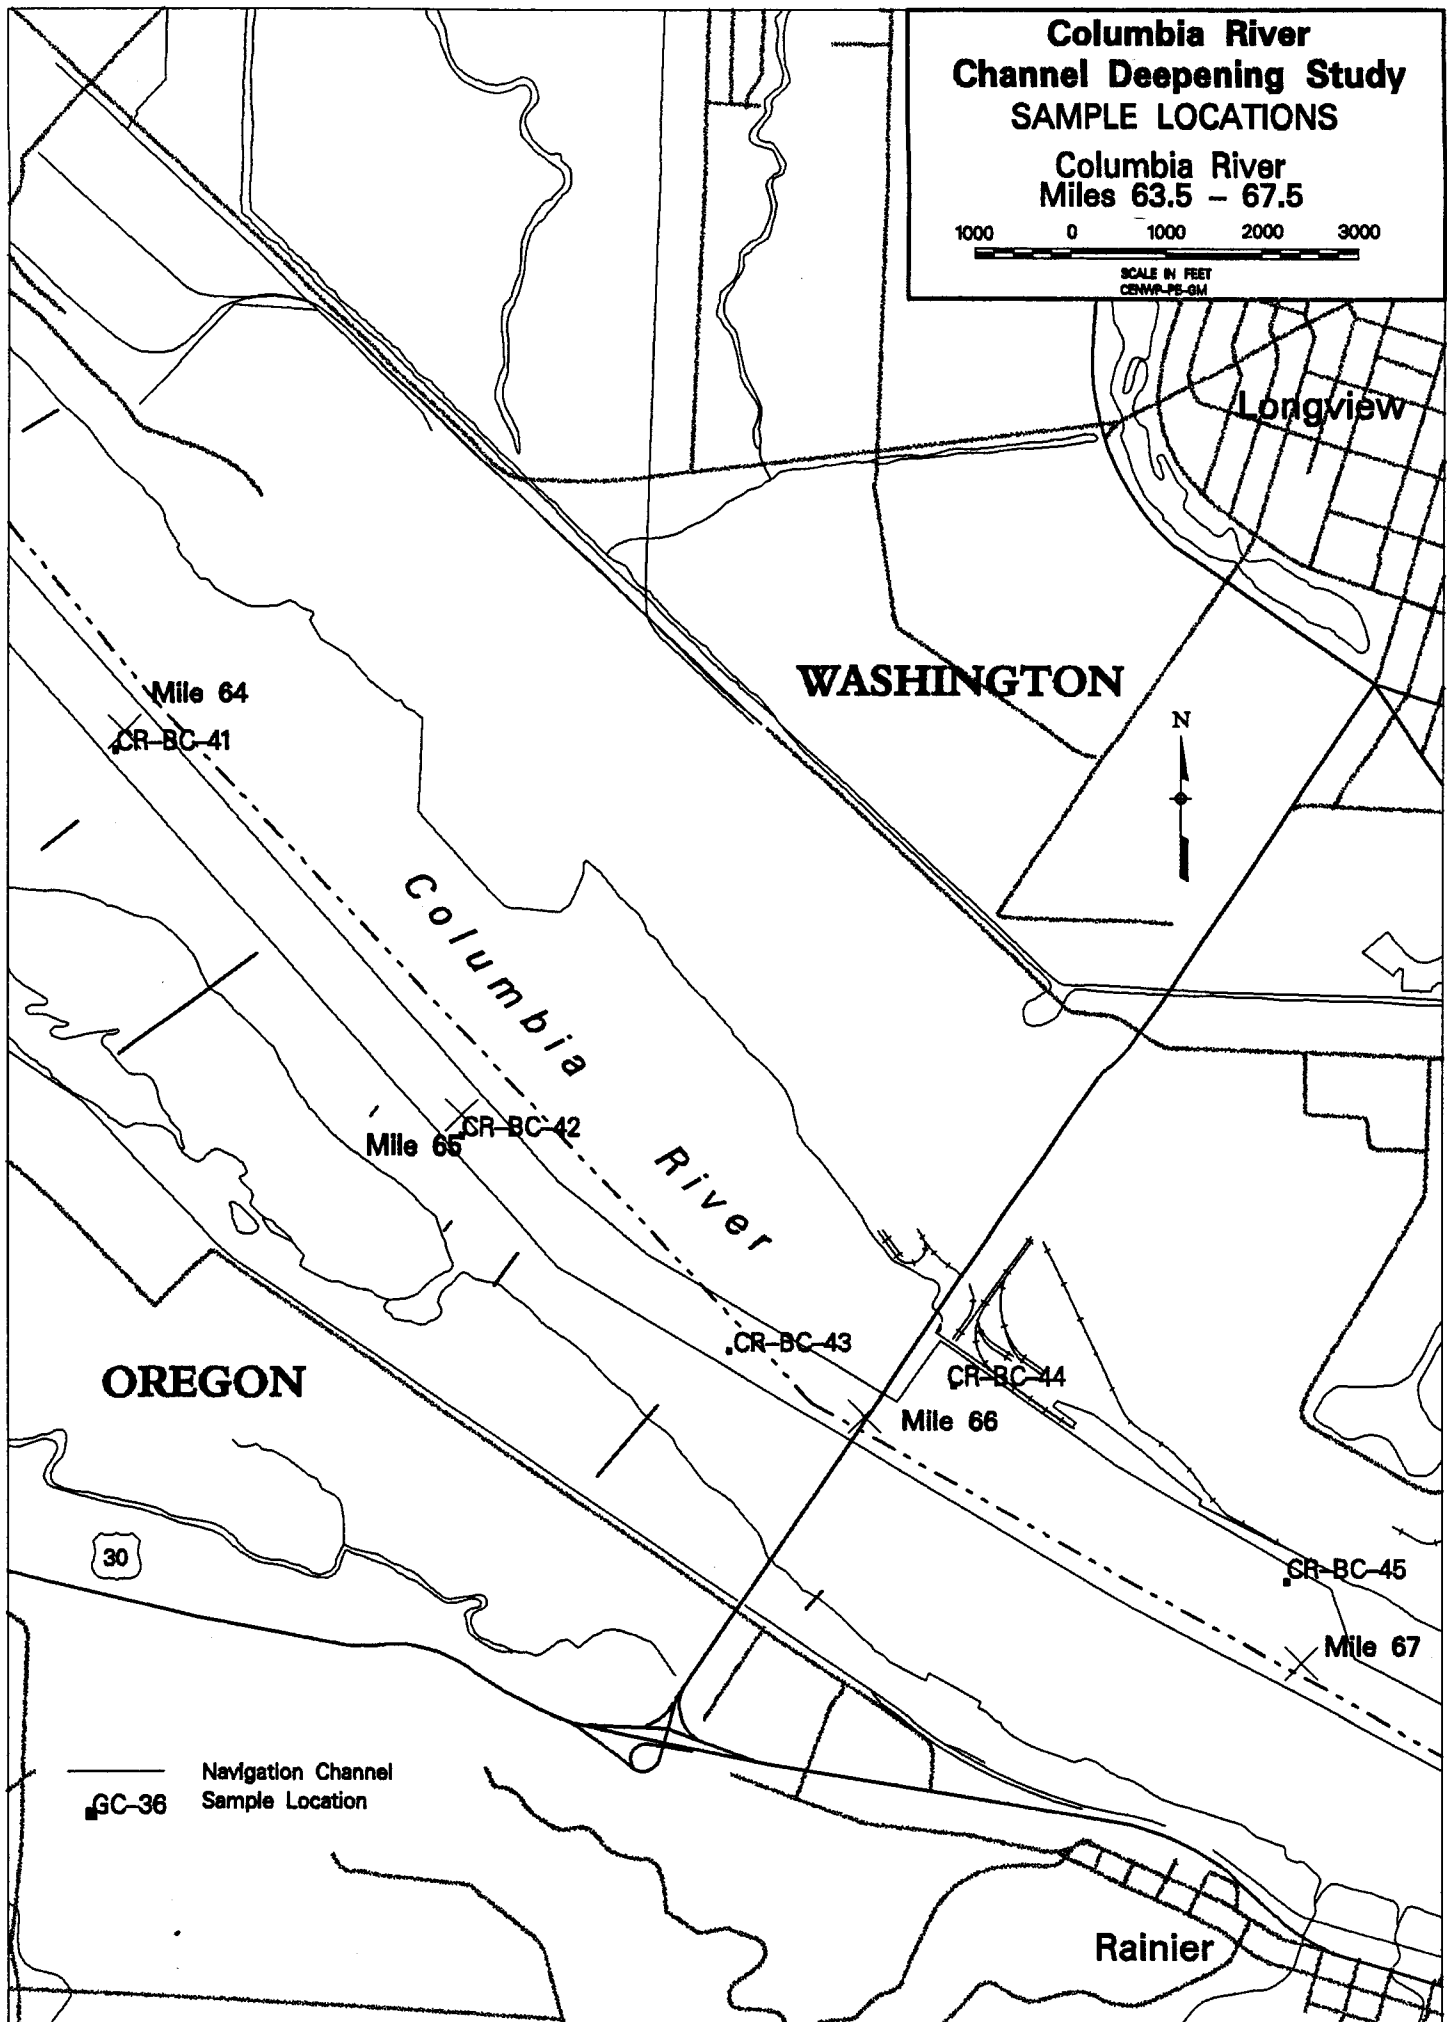 Columbia River
Channel Deepening Study
SAMPLE LOCATIONS
Columbia River
Miles 63.5 – 67.5
1000 0 1000 2000 3000
SCALE IN FEET
CENWP-PE-GM
Longview
WASHINGTON
N
Mile 64
CR-BC-41
Columbia River
CR-BC-42
Mile 65
CR-BC-43
OREGON
CR-BC-44
Mile 66
30
CR-BC-45
Mile 67
Navigation Channel
GC-36 Sample Location
Rainier